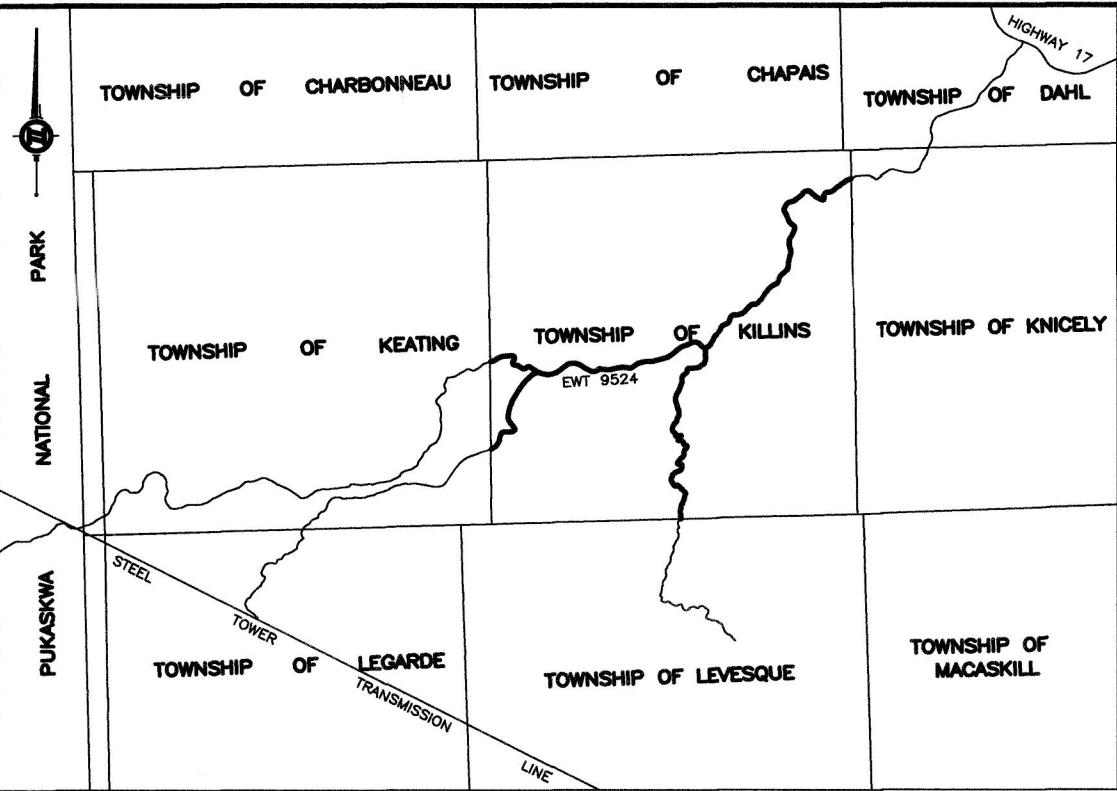 HIGHWAY 17
TOWNSHIP OF CHARBONNEAU
TOWNSHIP OF CHAPAIS
TOWNSHIP OF DAHL
PUKASKWA NATIONAL PARK
TOWNSHIP OF KEATING
TOWNSHIP OF KILLINS
TOWNSHIP OF KNICELY
EWT 9524
STEEL TOWER TRANSMISSION LINE
TOWNSHIP OF LEGARDE
TOWNSHIP OF LEVESQUE
TOWNSHIP OF
MACASKILL